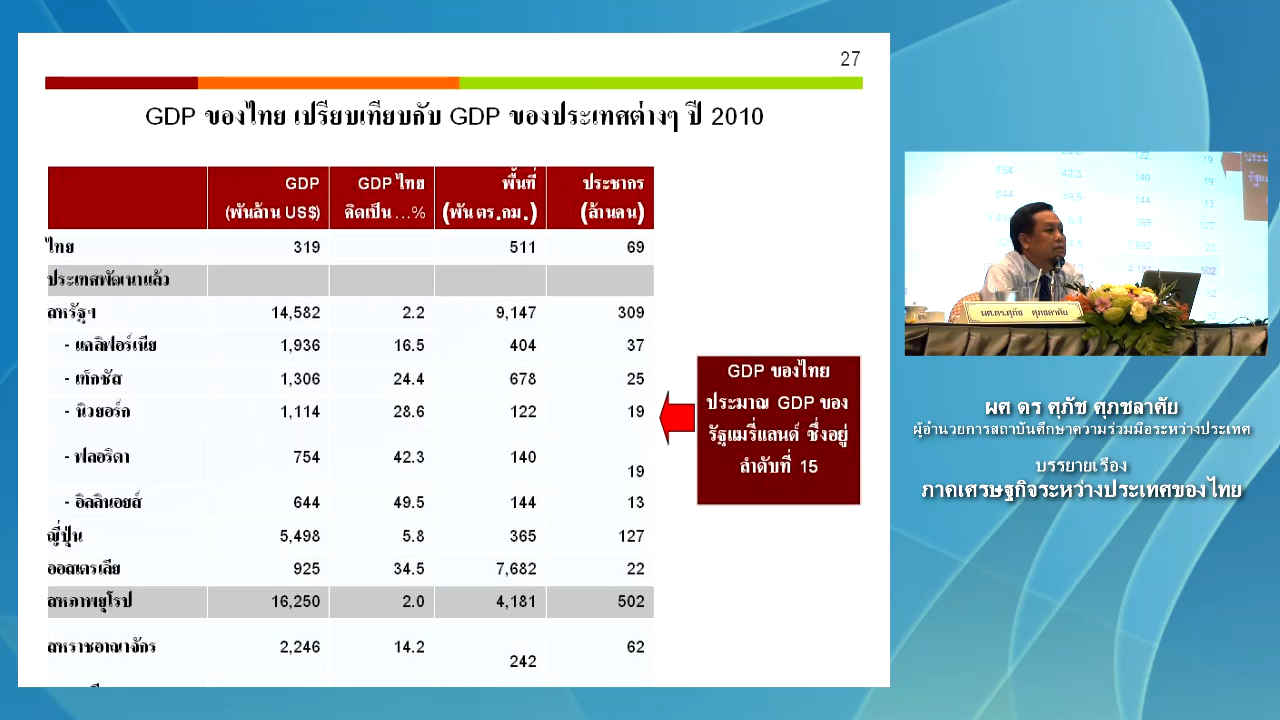 27
GDP ของไทย เปรียบเทียบกับ GDP ของประเทศต่างๆ ปี 2010
GDP (พันล้าน US$) GDP ไทย คิดเป็น ...% พื้นที่ (พัน ตร.กม.) ประชากร (ล้านคน)
ไทย 319 511 69
ประเทศพัฒนาแล้ว
สหรัฐฯ 14,582 2.2 9,147 309
- แคลิฟอร์เนีย 1,936 16.5 404 37
- เท็กซัส 1,306 24.4 678 25
- นิวยอร์ก 1,114 28.6 122 19
- ฟลอริดา 754 42.3 140 19
- อิลลินอยส์ 644 49.5 144 13
ญี่ปุ่น 5,498 5.8 365 127
ออสเตรเลีย 925 34.5 7,682 22
สหภาพยุโรป 16,250 2.0 4,181 502
สหราชอาณาจักร 2,246 14.2 242 62
GDP ของไทย
ประมาณ GDP ของ
รัฐแมรี่แลนด์ ซึ่งอยู่
ลำดับที่ 15
ผศ.ดร.ศุภัช ศุภชลาศัย
ผศ ดร ศุภัช ศุภชลาศัย
ผู้อำนวยการสถาบันศึกษาความร่วมมือระหว่างประเทศ
บรรยายเรื่อง
ภาคเศรษฐกิจระหว่างประเทศของไทย